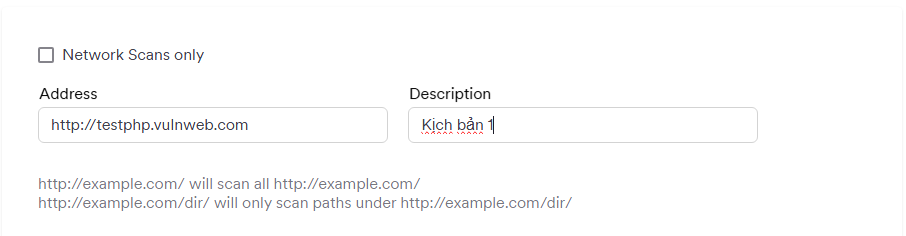 Network Scans only
Address
Description
http://testphp.vulnweb.com
Kịch bản 1
http://example.com/ will scan all http://example.com/
http://example.com/dir/ will only scan paths under http://example.com/dir/